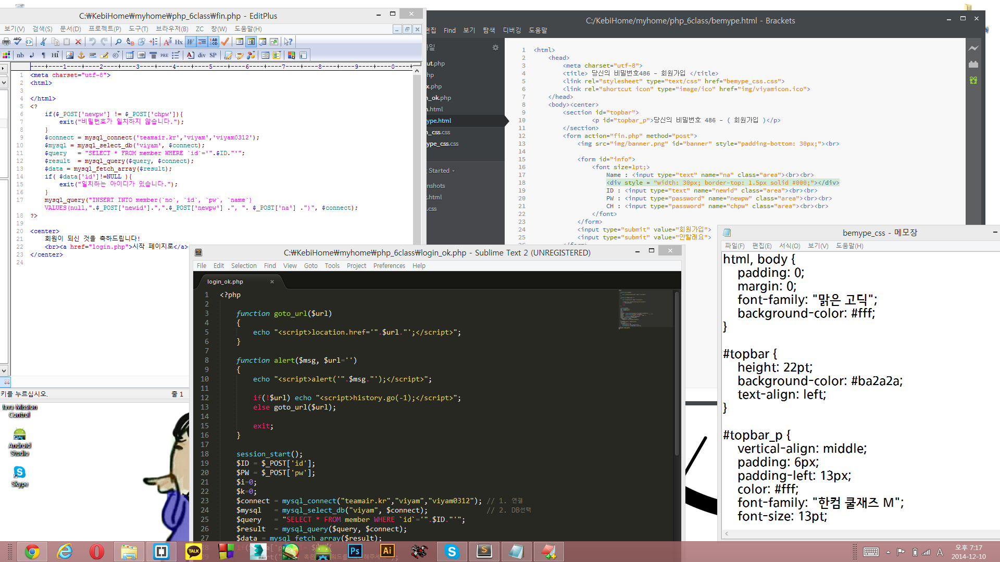 C:₩KebiHome₩myhome₩php_6class₩fin.php - EditPlus
보기(V) 검색(S) 문서(D) 프로젝트(P) 도구(T) 브라우저(B) ZC 창(W) 도움말(H)
----+----1----+----2----+----3----+----4----+----5----+----6----+----7----+----8----+----9----+----0----+
1 <meta charset="utf-8">
2 <html>
3
4 </html>
5 <?
6 if($_POST['newpw'] != $_POST['chpw']){
7 exit("비밀번호가 일치하지 않습니다.");
8 }
9 $connect = mysql_connect('teamair.kr','viyam','viyam0312');
10 $mysql = mysql_select_db('viyam', $connect);
11 $query = "SELECT * FROM member WHERE `id`='".$ID."'";
12 $result = mysql_query($query, $connect);
13 $data = mysql_fetch_array($result);
14 if( $data['id']!=NULL ){
15 exit("일치하는 아이디가 있습니다.");
16 }
17 mysql_query("INSERT INTO member(`no`, `id`, `pw`, `name`)
VALUES(null,".$_POST['newid'].",".$_POST['newpw'] .", ". $_POST['na'] .")", $connect);
18 ?>
19
20 <center>
21 회원이 되신 것을 축하드립니다!
22 <br><a href="login.php">시작 페이지로</a>
23 </center>
24
키를 누르십시오. 줄 1
C:/KebiHome/myhome/php_6class/bemype.html - Brackets
편집 Find 보기 탐색 디버깅 도움말
ut.php
hp
x.php
n_ok.php
n.html
ype.html
n_css.css
ype_css.css
Started
enshots
.html
.css
1 <html>
2 <head>
3 <meta charset="utf-8">
4 <title> 당신의 비밀번호486 - 회원가입 </title>
5 <link rel="stylesheet" type="text/css" href="bemype_css.css">
6 <link rel="shortcut icon" type="image/ico" href="img/viyamicon.ico">
7 </head>
8 <body><center>
9 <section id="topbar">
10 <p id="topbar_p">당신의 비밀번호 486 - ( 회원가입 )</p>
11 </section>
12 <form action="fin.php" method="post">
13 <img src="img/banner.png" id="banner" style="padding-bottom: 30px;"><br>
14
15 <form id="info">
16 <font size=1pt;>
17 Name : <input type="text" name="na" class="area"><br><br>
18 <div style = "width: 30px; border-top: 1.5px solid #000;"></div>
19 ID : <input type="text" name="newid" class="area"><br><br>
20 PW : <input type="password" name="newpw" class="area"><br><br>
21 CH : <input type="password" name="chpw" class="area"><br><br>
22 </font>
23 </form>
24 <input type="submit" value="회원가입">
25 <input type="submit" value="안할래요">
C:₩KebiHome₩myhome₩php_6class₩login_ok.php - Sublime Text 2 (UNREGISTERED)
File Edit Selection Find View Goto Tools Project Preferences Help
login_ok.php
1 <?php
2
3 function goto_url($url)
4 {
5 echo "<script>location.href='".$url."';</script>";
6 }
7
8 function alert($msg, $url='')
9 {
10 echo "<script>alert('".$msg."');</script>";
11
12 if(!$url) echo "<script>history.go(-1);</script>";
13 else goto_url($url);
14
15 exit;
16 }
17
18 session_start();
19 $ID = $_POST['id'];
20 $PW = $_POST['pw'];
21 $i=0;
22 $k=0;
23 $connect = mysql_connect("teamair.kr","viyam","viyam0312"); // 1. 연결
24 $mysql = mysql_select_db("viyam", $connect); // 2. DB선택
25 $query = "SELECT * FROM member WHERE `id`='".$ID."'";
26 $result = mysql_query($query, $connect);
27 $data = mysql_fetch_array($result);
bemype_css - 메모장
파일(F) 편집(E) 서식(O) 보기(V) 도움말(H)
html, body {
padding: 0;
margin: 0;
font-family: "맑은 고딕";
background-color: #fff;
}
#topbar {
height: 22pt;
background-color: #ba2a2a;
text-align: left;
}
#topbar_p {
vertical-align: middle;
padding: 6px;
padding-left: 13px;
color: #fff;
font-family: "한컴 쿨재즈 M";
font-size: 13pt;
Java Mission
Control
Android
Studio
Skype
TALK
MAX
Ps
Ai
A
오후 7:17
2014-12-10